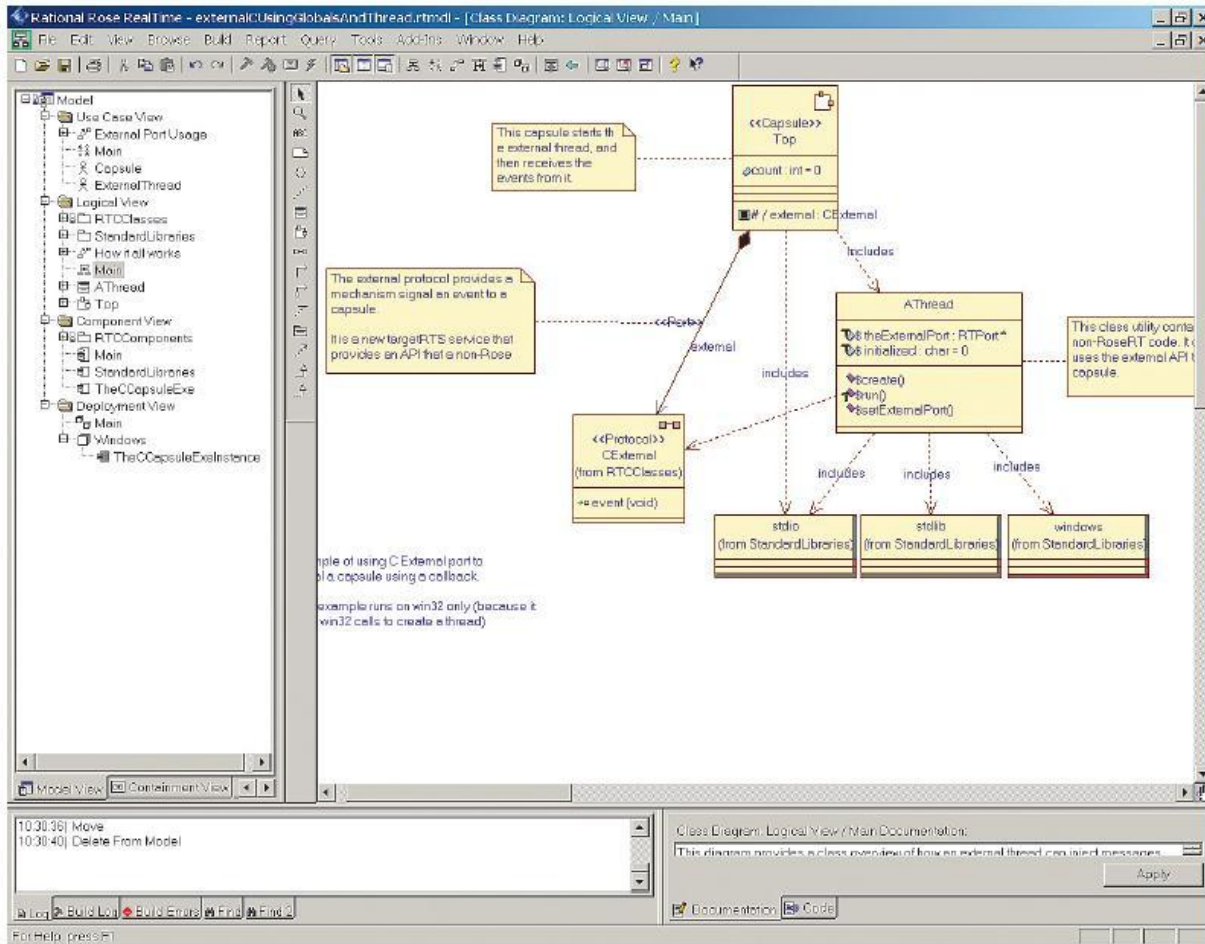 Rational Rose RealTime - externalCUsingGlobalsAndThread.rtmdl - [Class Diagram: Logical View / Main]
File Edit View Browse Build Report Query Tools Add-Ins Window Help
Model
Use Case View
External Port Usage
Main
Capsule
ExternalThread
Logical View
RTCClasses
StandardLibraries
How it all works
Main
AThread
Top
Component View
RTCComponents
Main
StandardLibraries
TheCCapsuleExe
Deployment View
Main
Windows
TheCCapsuleExeInstance
Model View Containment View
ABC
This capsule starts th
e external thread, and
then receives the
events from it.
<<Capsule>>
Top
count : int = 0
# / external : CExternal
includes
The external protocol provides a
mechanism signal an event to a
capsule.
It is a new targetRTS service that
provides an API that a non-Rose
<<Port>>
external
includes
AThread
$ theExternalPort : RTPort *
$ initialized : char = 0
$create()
$run()
$setExternalPort()
This class utility conta
non-RoseRT code. It
uses the external API t
capsule.
<<Protocol>>
CExternal
(from RTCClasses)
event (void)
includes
includes
includes
stdio
(from StandardLibraries)
stdlib
(from StandardLibraries)
windows
(from StandardLibraries)
mple of using C External port to
l a capsule using a callback.
example runs on win32 only (because it
win32 calls to create a thread)
10:30:36| Move
10:30:40| Delete From Model
Log Build Log Build Errors Find Find 2
Class Diagram: Logical View / Main Documentation:
This diagram provides a class overview of how an external thread can inject messages
Apply
Documentation Code
For Help, press F1